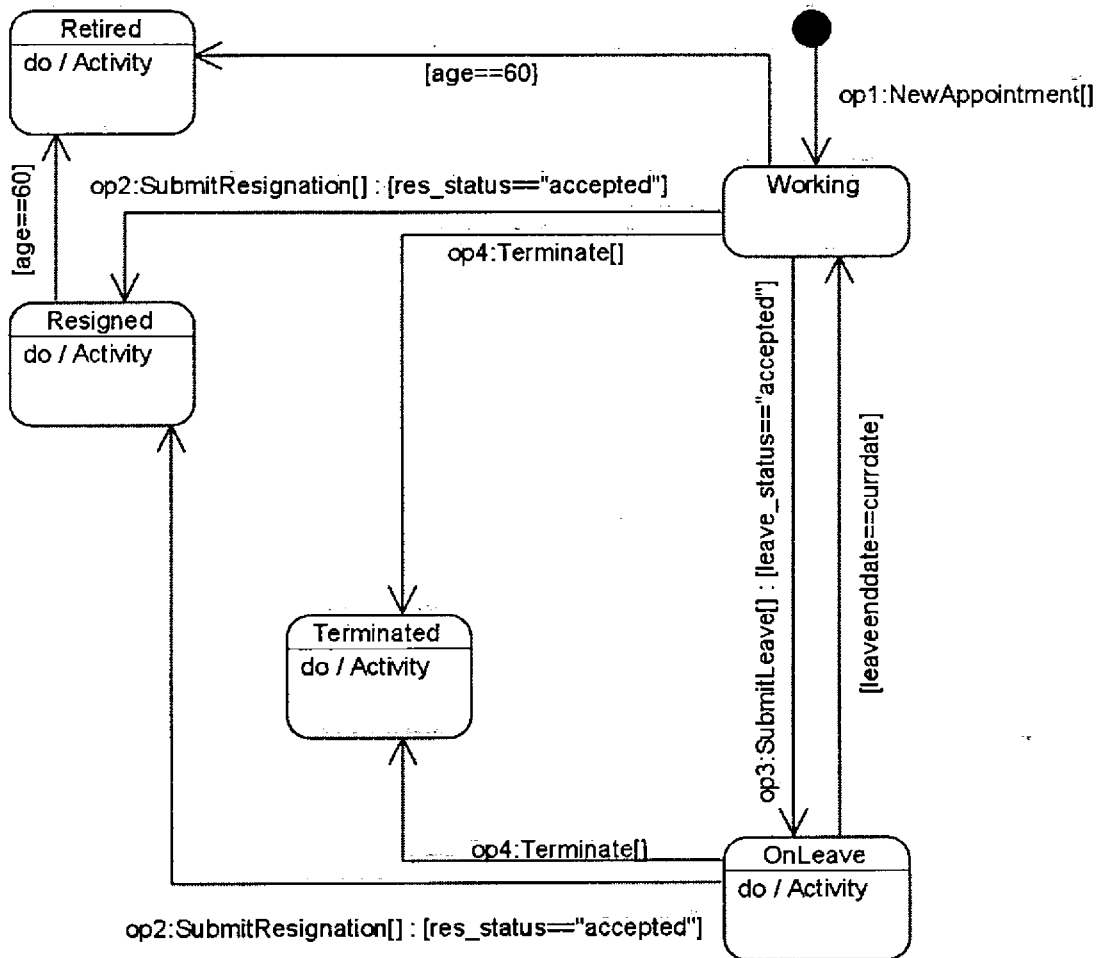 Retired
do / Activity
[age==60}
op1:NewAppointment[]
[age==60]
op2:SubmitResignation[] : [res_status=="accepted"]
Working
op4:Terminate[]
Resigned
do / Activity
op3:SubmitLeave[] : [leave_status=="accepted"]
[leaveenddate==currdate]
Terminated
do / Activity
op4:Terminate[]
OnLeave
do / Activity
op2:SubmitResignation[] : [res_status=="accepted"]